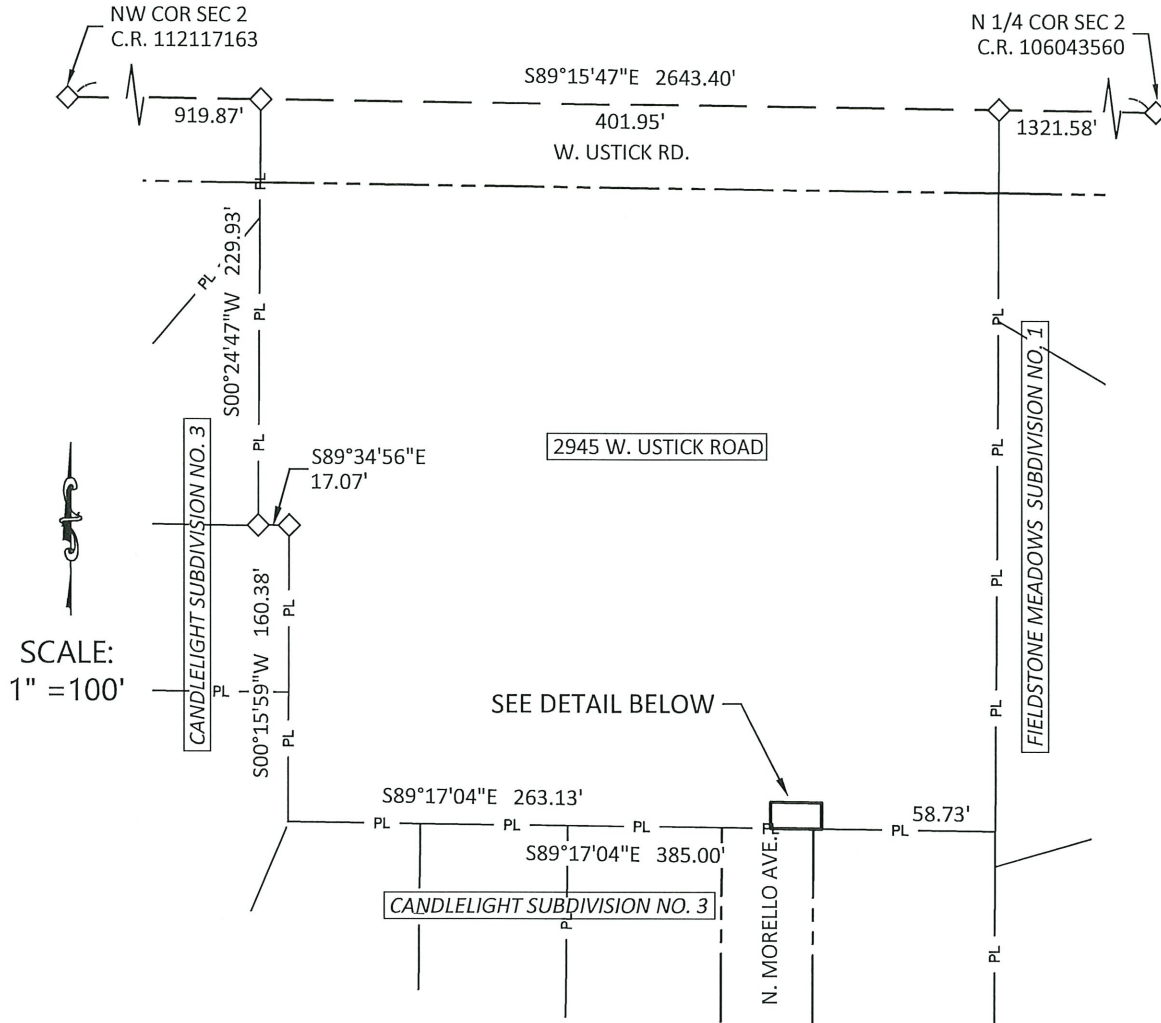 NW COR SEC 2
C.R. 112117163
N 1/4 COR SEC 2
C.R. 106043560
S89°15'47"E 2643.40'
919.87'
401.95'
1321.58'
W. USTICK RD.
PL
S00°24'47"W 229.93'
PL
PL
PL
PL
PL
PL
PL
PL
S89°34'56"E
17.07'
2945 W. USTICK ROAD
CANDLELIGHT SUBDIVISION NO. 3
FIELDSTONE MEADOWS SUBDIVISION NO. 1
SCALE:
1" =100'
S00°15'59"W 160.38'
PL
PL
PL
SEE DETAIL BELOW
S89°17'04"E 263.13'
58.73'
PL
PL
PL
PL
S89°17'04"E 385.00'
N. MORELLO AVE.
CANDLELIGHT SUBDIVISION NO. 3
PL
PL